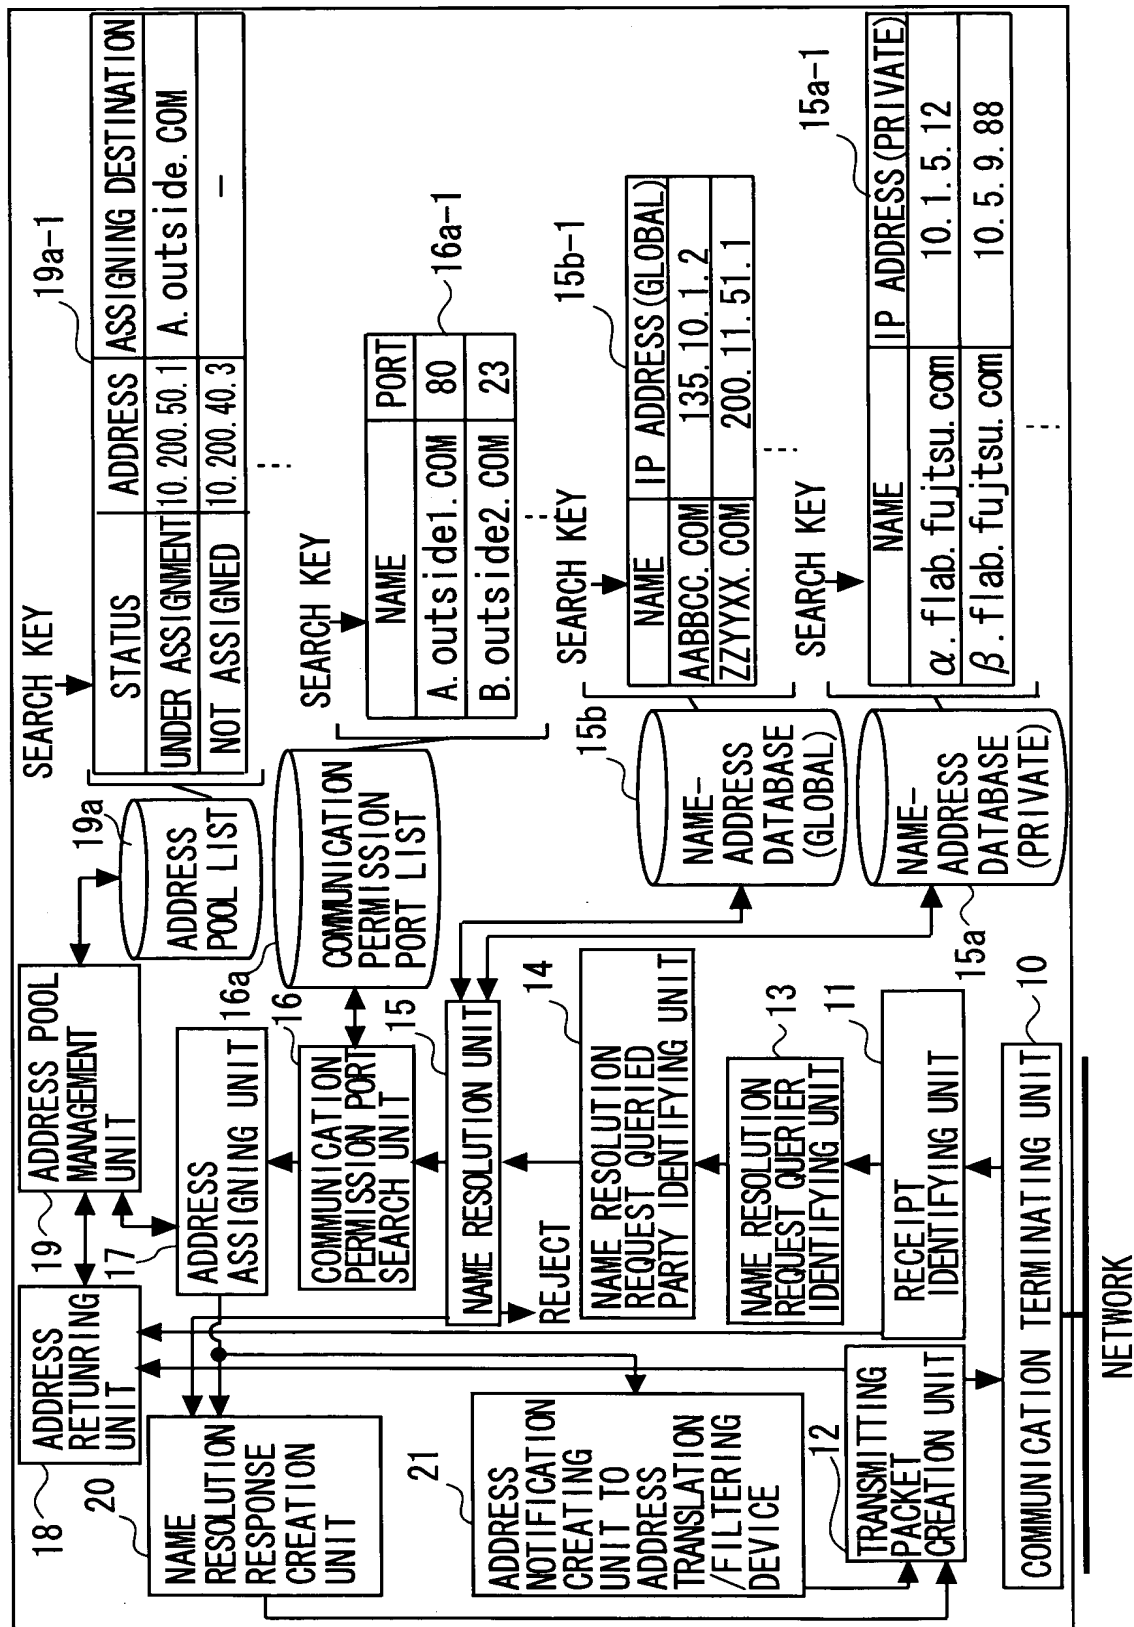 18
ADDRESS
RETUNRING
UNIT
19
ADDRESS POOL
MANAGEMENT
UNIT
19a
ADDRESS
POOL LIST
SEARCH KEY
19a-1
STATUS ADDRESS ASSIGNING DESTINATION
UNDER ASSIGNMENT 10.200.50.1 A.outside.COM
NOT ASSIGNED 10.200.40.3 –
20
NAME
RESOLUTION
RESPONSE
CREATION
UNIT
17
ADDRESS
ASSIGNING UNIT
16a
COMMUNICATION
PERMISSION
PORT LIST
16
COMMUNICATION
PERMISSION PORT
SEARCH UNIT
SEARCH KEY
16a-1
NAME PORT
A.outside1.COM 80
B.outside2.COM 23
15
NAME RESOLUTION UNIT
REJECT
21
ADDRESS
NOTIFICATION
CREATING
UNIT TO
ADDRESS
TRANSLATION
/FILTERING
DEVICE
14
NAME RESOLUTION
REQUEST QUERIED
PARTY IDENTIFYING UNIT
15b
NAME-
ADDRESS
DATABASE
(GLOBAL)
SEARCH KEY
15b-1
NAME IP ADDRESS(GLOBAL)
AABBCC.COM 135.10.1.2
ZZYYXX.COM 200.11.51.1
13
NAME RESOLUTION
REQUEST QUERIER
IDENTIFYING UNIT
12
TRANSMITTING
PACKET
CREATION UNIT
11
RECEIPT
IDENTIFYING UNIT
15a
NAME-
ADDRESS
DATABASE
(PRIVATE)
SEARCH KEY
15a-1
NAME IP ADDRESS(PRIVATE)
α.flab.fujitsu.com 10.1.5.12
β.flab.fujitsu.com 10.5.9.88
10
COMMUNICATION TERMINATING UNIT
NETWORK